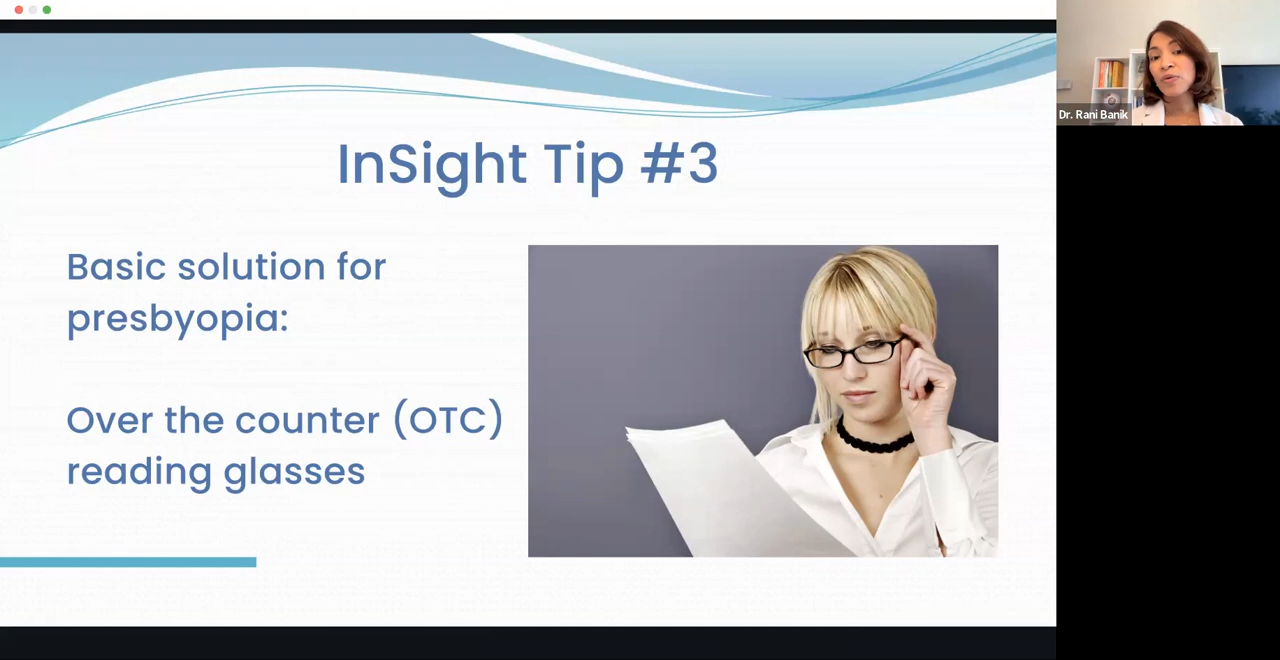 InSight Tip #3
Basic solution for
presbyopia:
Over the counter (OTC)
reading glasses
Dr. Rani Banik